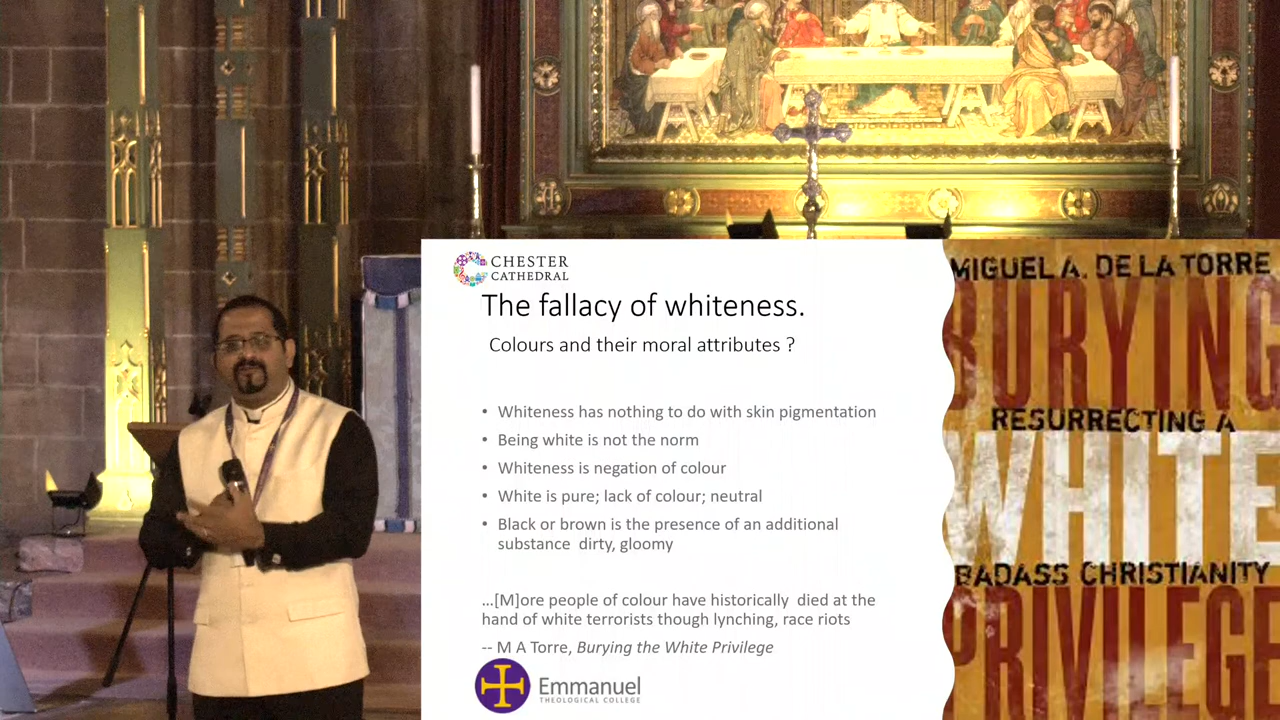 CHESTER
CATHEDRAL
The fallacy of whiteness.
Colours and their moral attributes ?
• Whiteness has nothing to do with skin pigmentation
• Being white is not the norm
• Whiteness is negation of colour
• White is pure; lack of colour; neutral
• Black or brown is the presence of an additional
substance dirty, gloomy
...[M]ore people of colour have historically died at the
hand of white terrorists though lynching, race riots
-- M A Torre, Burying the White Privilege
Emmanuel
THEOLOGICAL COLLEGE
MIGUEL A. DE LA TORRE
BURYING
RESURRECTING A
WHITE
BADASS CHRISTIANITY
PRIVILEGE